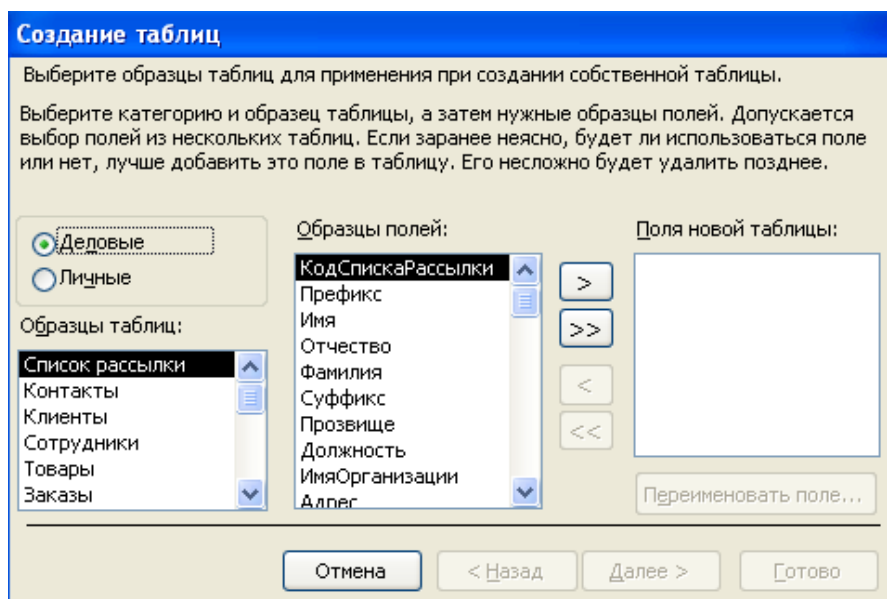 Создание таблиц
Выберите образцы таблиц для применения при создании собственной таблицы.
Выберите категорию и образец таблицы, а затем нужные образцы полей. Допускается
выбор полей из нескольких таблиц. Если заранее неясно, будет ли использоваться поле
или нет, лучше добавить это поле в таблицу. Его несложно будет удалить позднее.
Деловые
Личные
Образцы таблиц:
Список рассылки
Контакты
Клиенты
Сотрудники
Товары
Заказы
Образцы полей:
КодСпискаРассылки
Префикс
Имя
Отчество
Фамилия
Суффикс
Прозвище
Должность
ИмяОрганизации
Адрес
>
>>
<
<<
Поля новой таблицы:
Переименовать поле...
Отмена
< Назад
Далее >
Готово